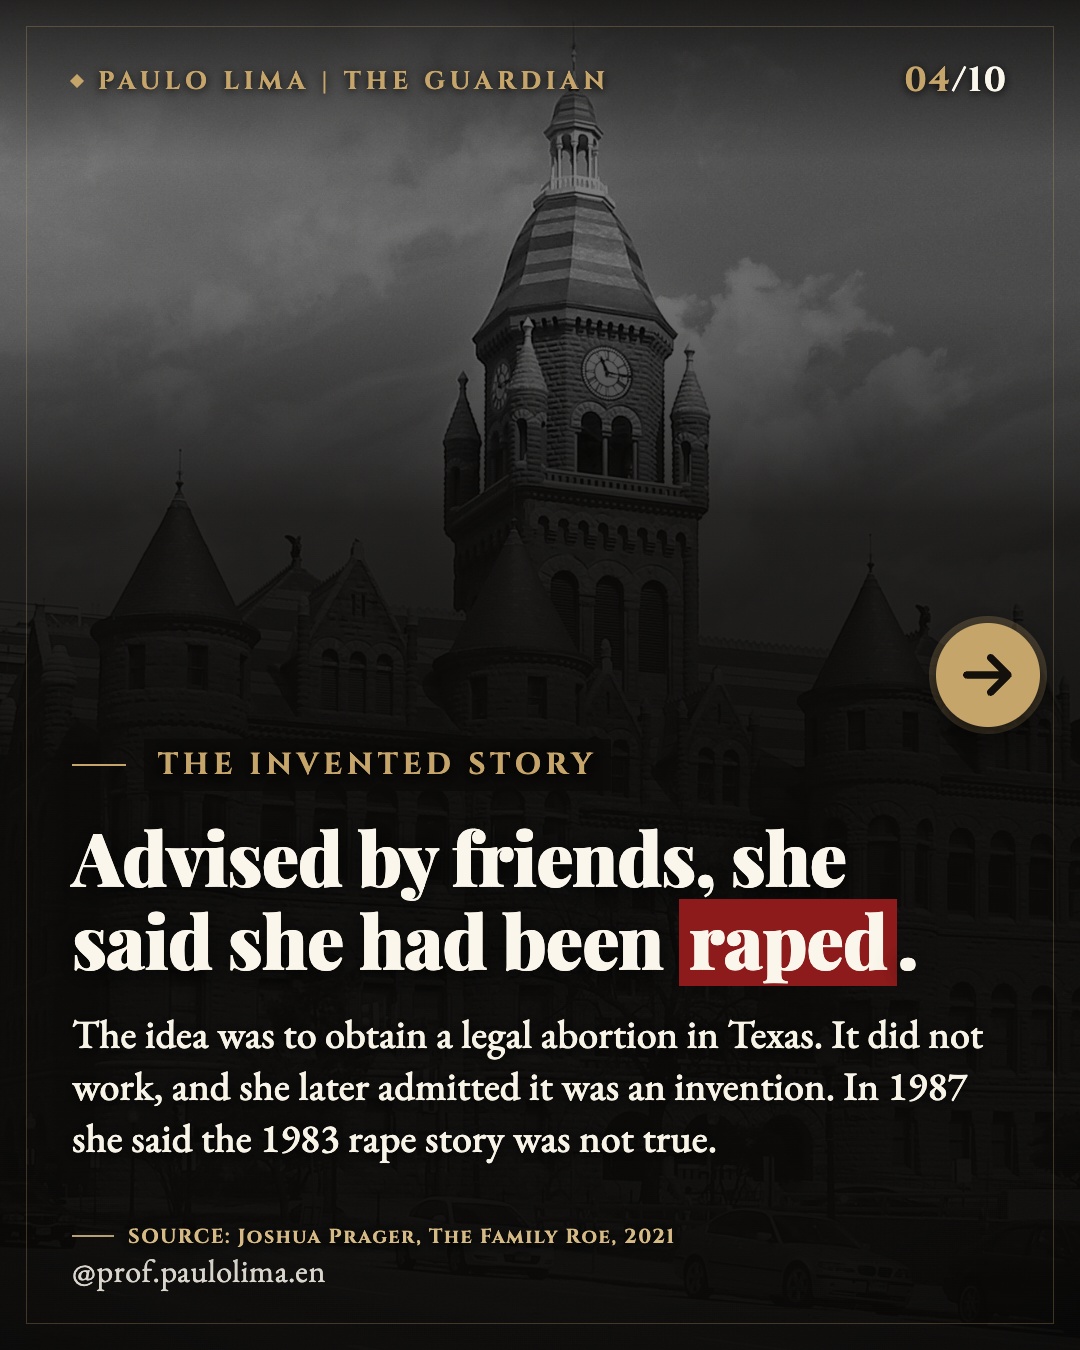 ◆ PAULO LIMA | THE GUARDIAN
04/10
THE INVENTED STORY
Advised by friends, she
said she had been raped.
The idea was to obtain a legal abortion in Texas. It did not
work, and she later admitted it was an invention. In 1987
she said the 1983 rape story was not true.
SOURCE: JOSHUA PRAGER, THE FAMILY ROE, 2021
@prof.paulolima.en